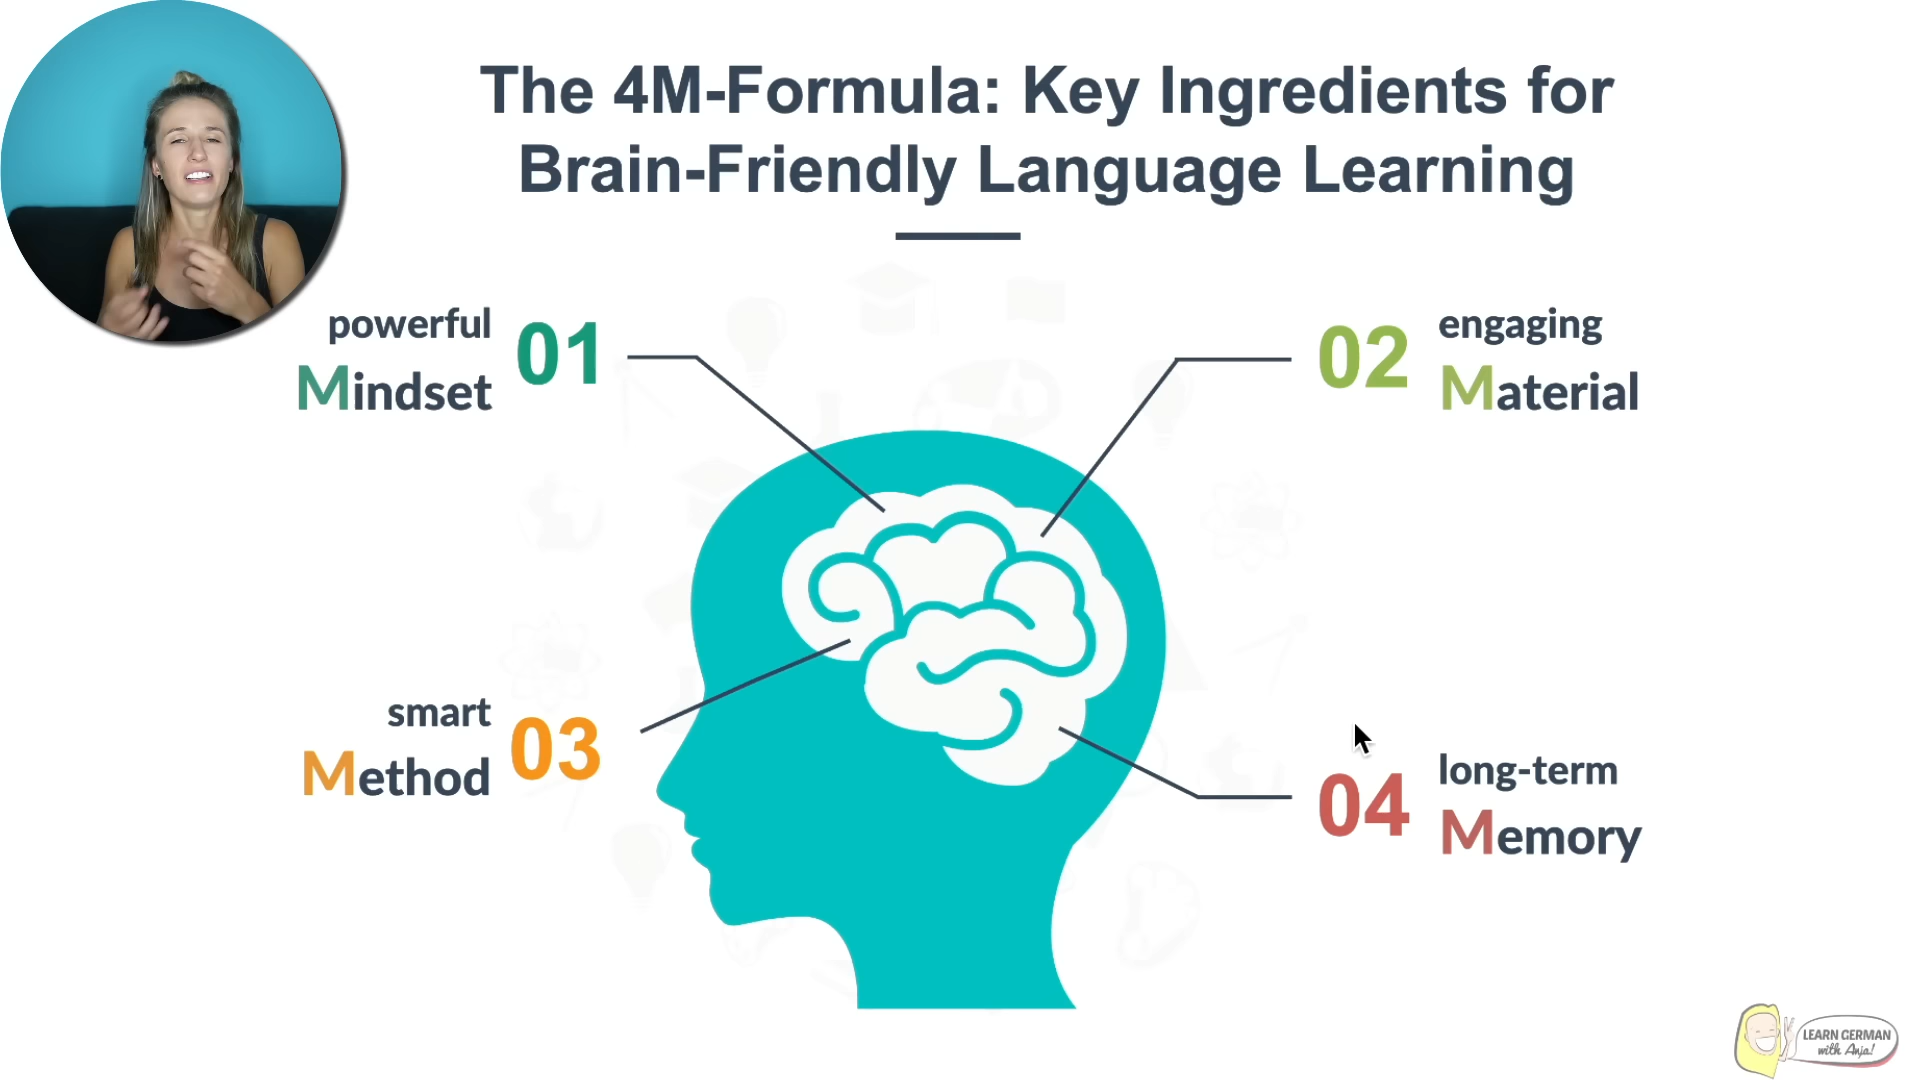 The 4M-Formula: Key Ingredients for
Brain-Friendly Language Learning
powerful
Mindset
01
02
engaging
Material
smart
Method
03
04
long-term
Memory
LEARN GERMAN
with Anja!